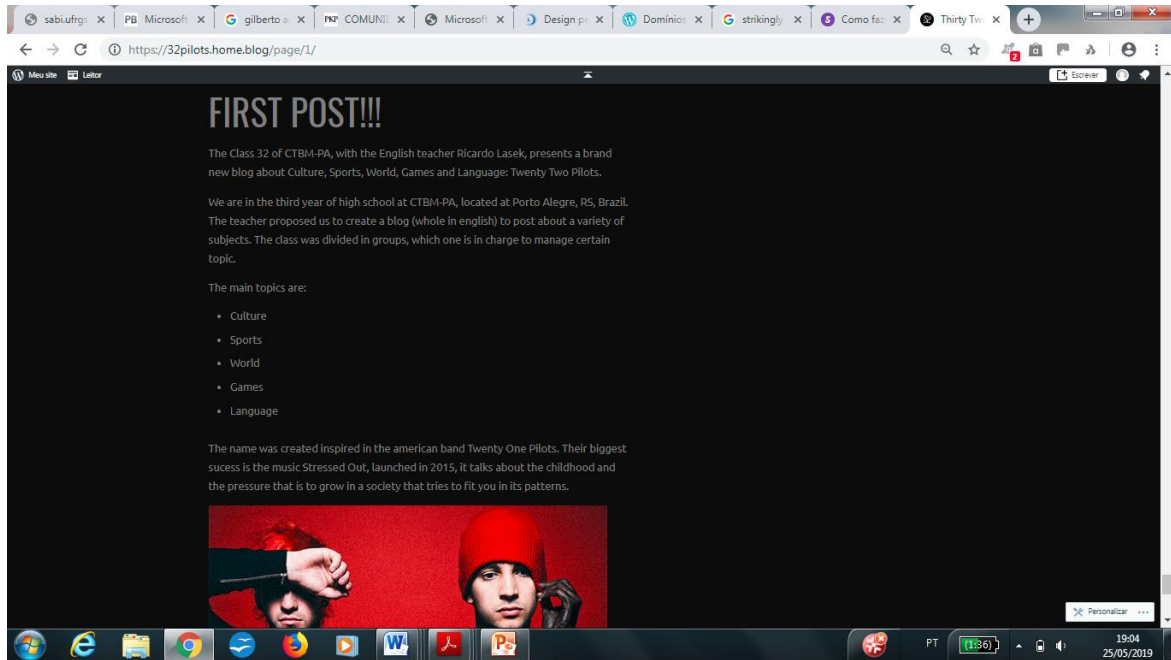 sabi.ufrgs
PB Microsoft
gilberto a
PKP COMUNIE
Microsoft
Design pe
Domínios
strikingly
Como faz
Thirty Tw
https://32pilots.home.blog/page/1/
2
Meu site Leitor
Escrever
FIRST POST!!!
The Class 32 of CTBM-PA, with the English teacher Ricardo Lasek, presents a brand
new blog about Culture, Sports, World, Games and Language: Twenty Two Pilots.
We are in the third year of high school at CTBM-PA, located at Porto Alegre, RS, Brazil.
The teacher proposed us to create a blog (whole in english) to post about a variety of
subjects. The class was divided in groups, which one is in charge to manage certain
topic.
The main topics are:
• Culture
• Sports
• World
• Games
• Language
The name was created inspired in the american band Twenty One Pilots. Their biggest
sucess is the music Stressed Out, launched in 2015, it talks about the childhood and
the pressure that is to grow in a society that tries to fit you in its patterns.
Personalizar
PT
(1:36)
19:04
25/05/2019